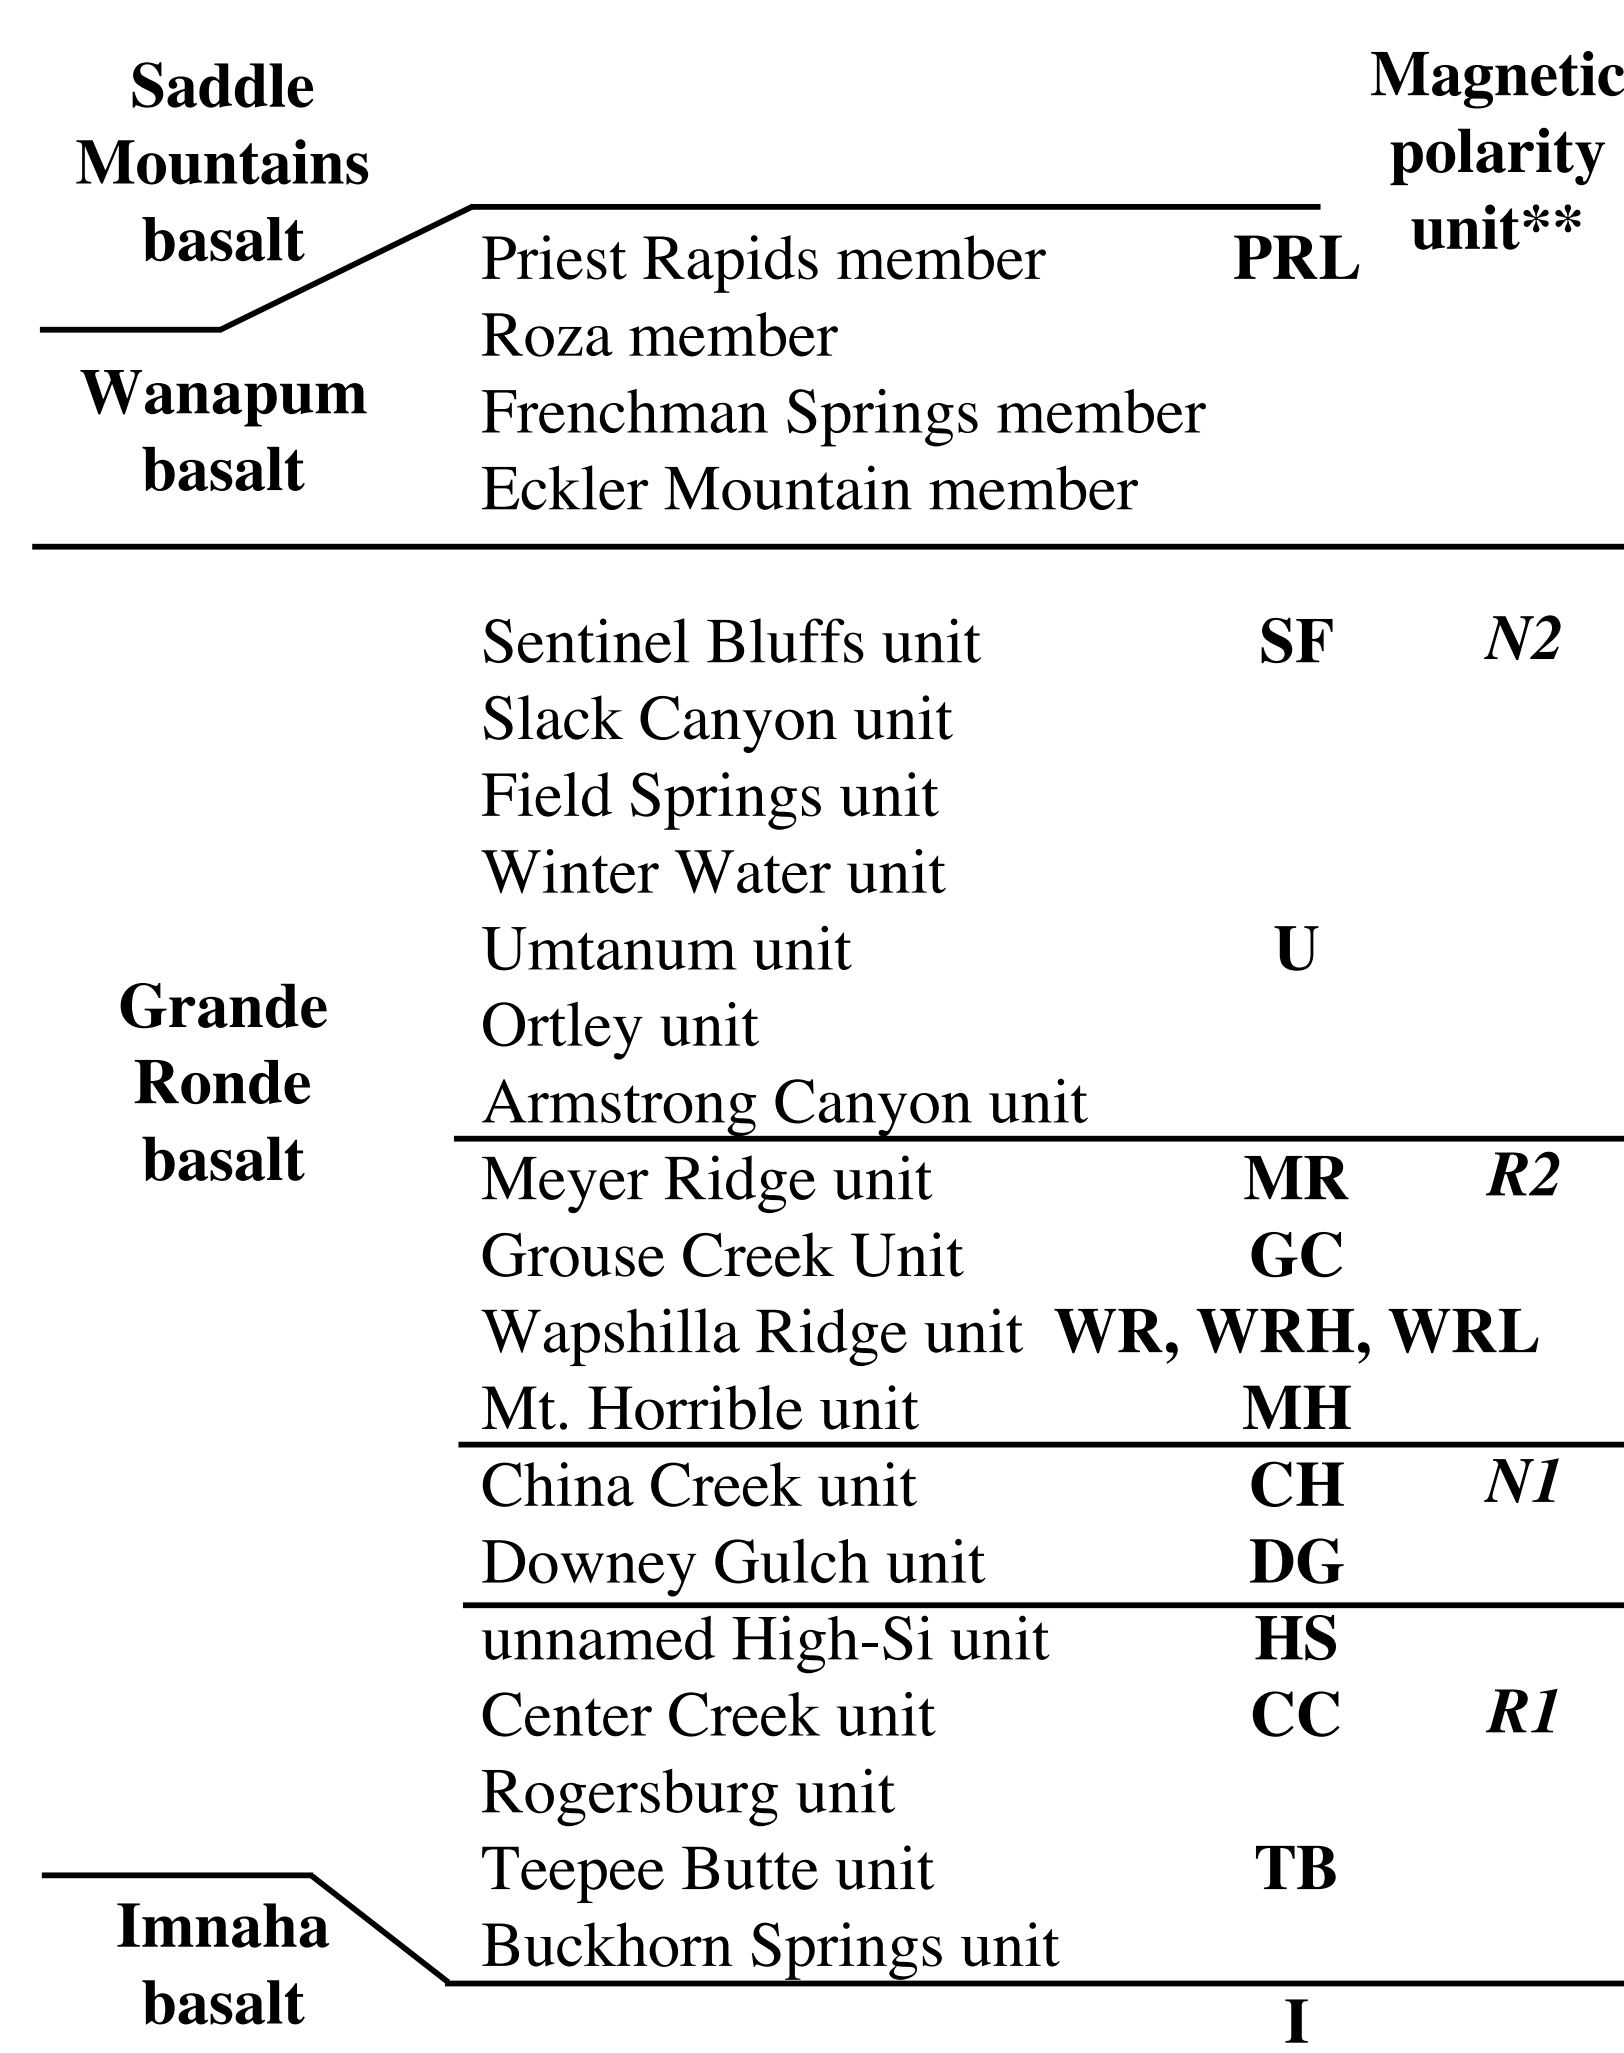 Saddle
Mountains
basalt
Magnetic
polarity
unit**
Priest Rapids member PRL
Roza member
Frenchman Springs member
Eckler Mountain member
Wanapum
basalt
Sentinel Bluffs unit SF N2
Slack Canyon unit
Field Springs unit
Winter Water unit
Umtanum unit U
Ortley unit
Armstrong Canyon unit
Grande
Ronde
basalt
Meyer Ridge unit MR R2
Grouse Creek Unit GC
Wapshilla Ridge unit WR, WRH, WRL
Mt. Horrible unit MH
China Creek unit CH N1
Downey Gulch unit DG
unnamed High-Si unit HS
Center Creek unit CC R1
Rogersburg unit
Teepee Butte unit TB
Buckhorn Springs unit
Imnaha
basalt
I